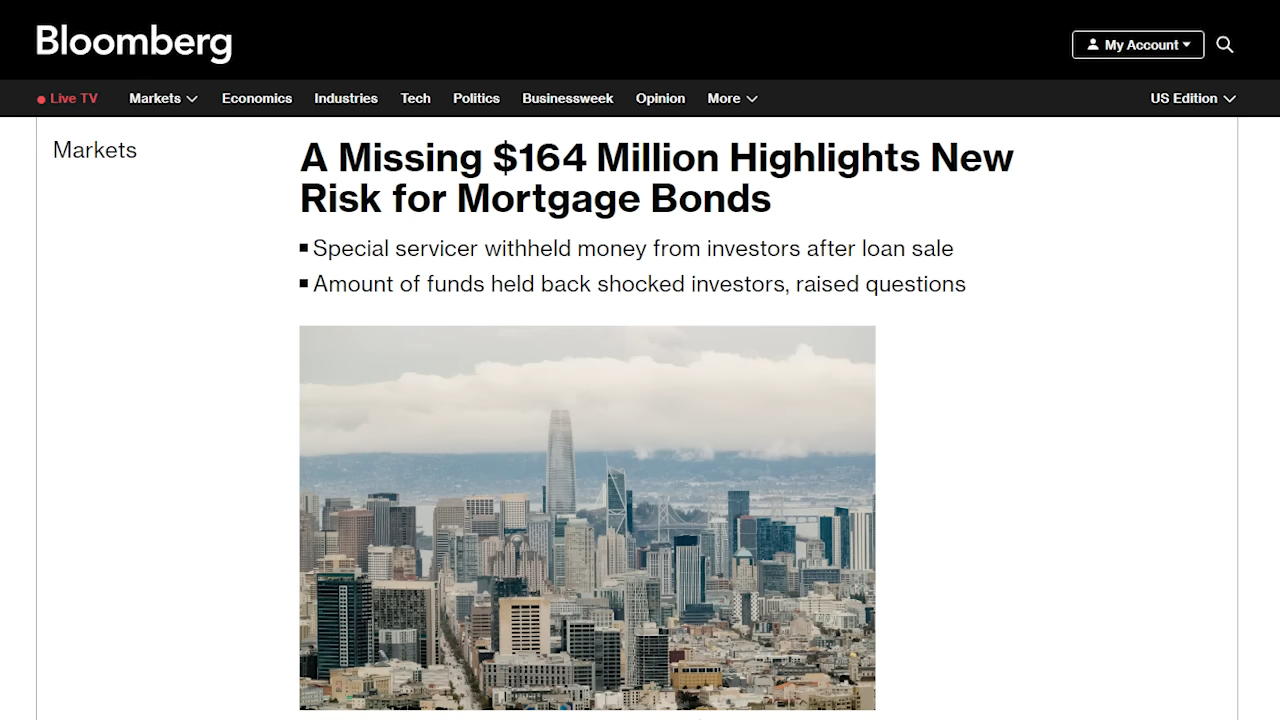 Bloomberg
My Account
Live TV Markets Economics Industries Tech Politics Businessweek Opinion More US Edition
Markets
A Missing $164 Million Highlights New
Risk for Mortgage Bonds
Special servicer withheld money from investors after loan sale
Amount of funds held back shocked investors, raised questions